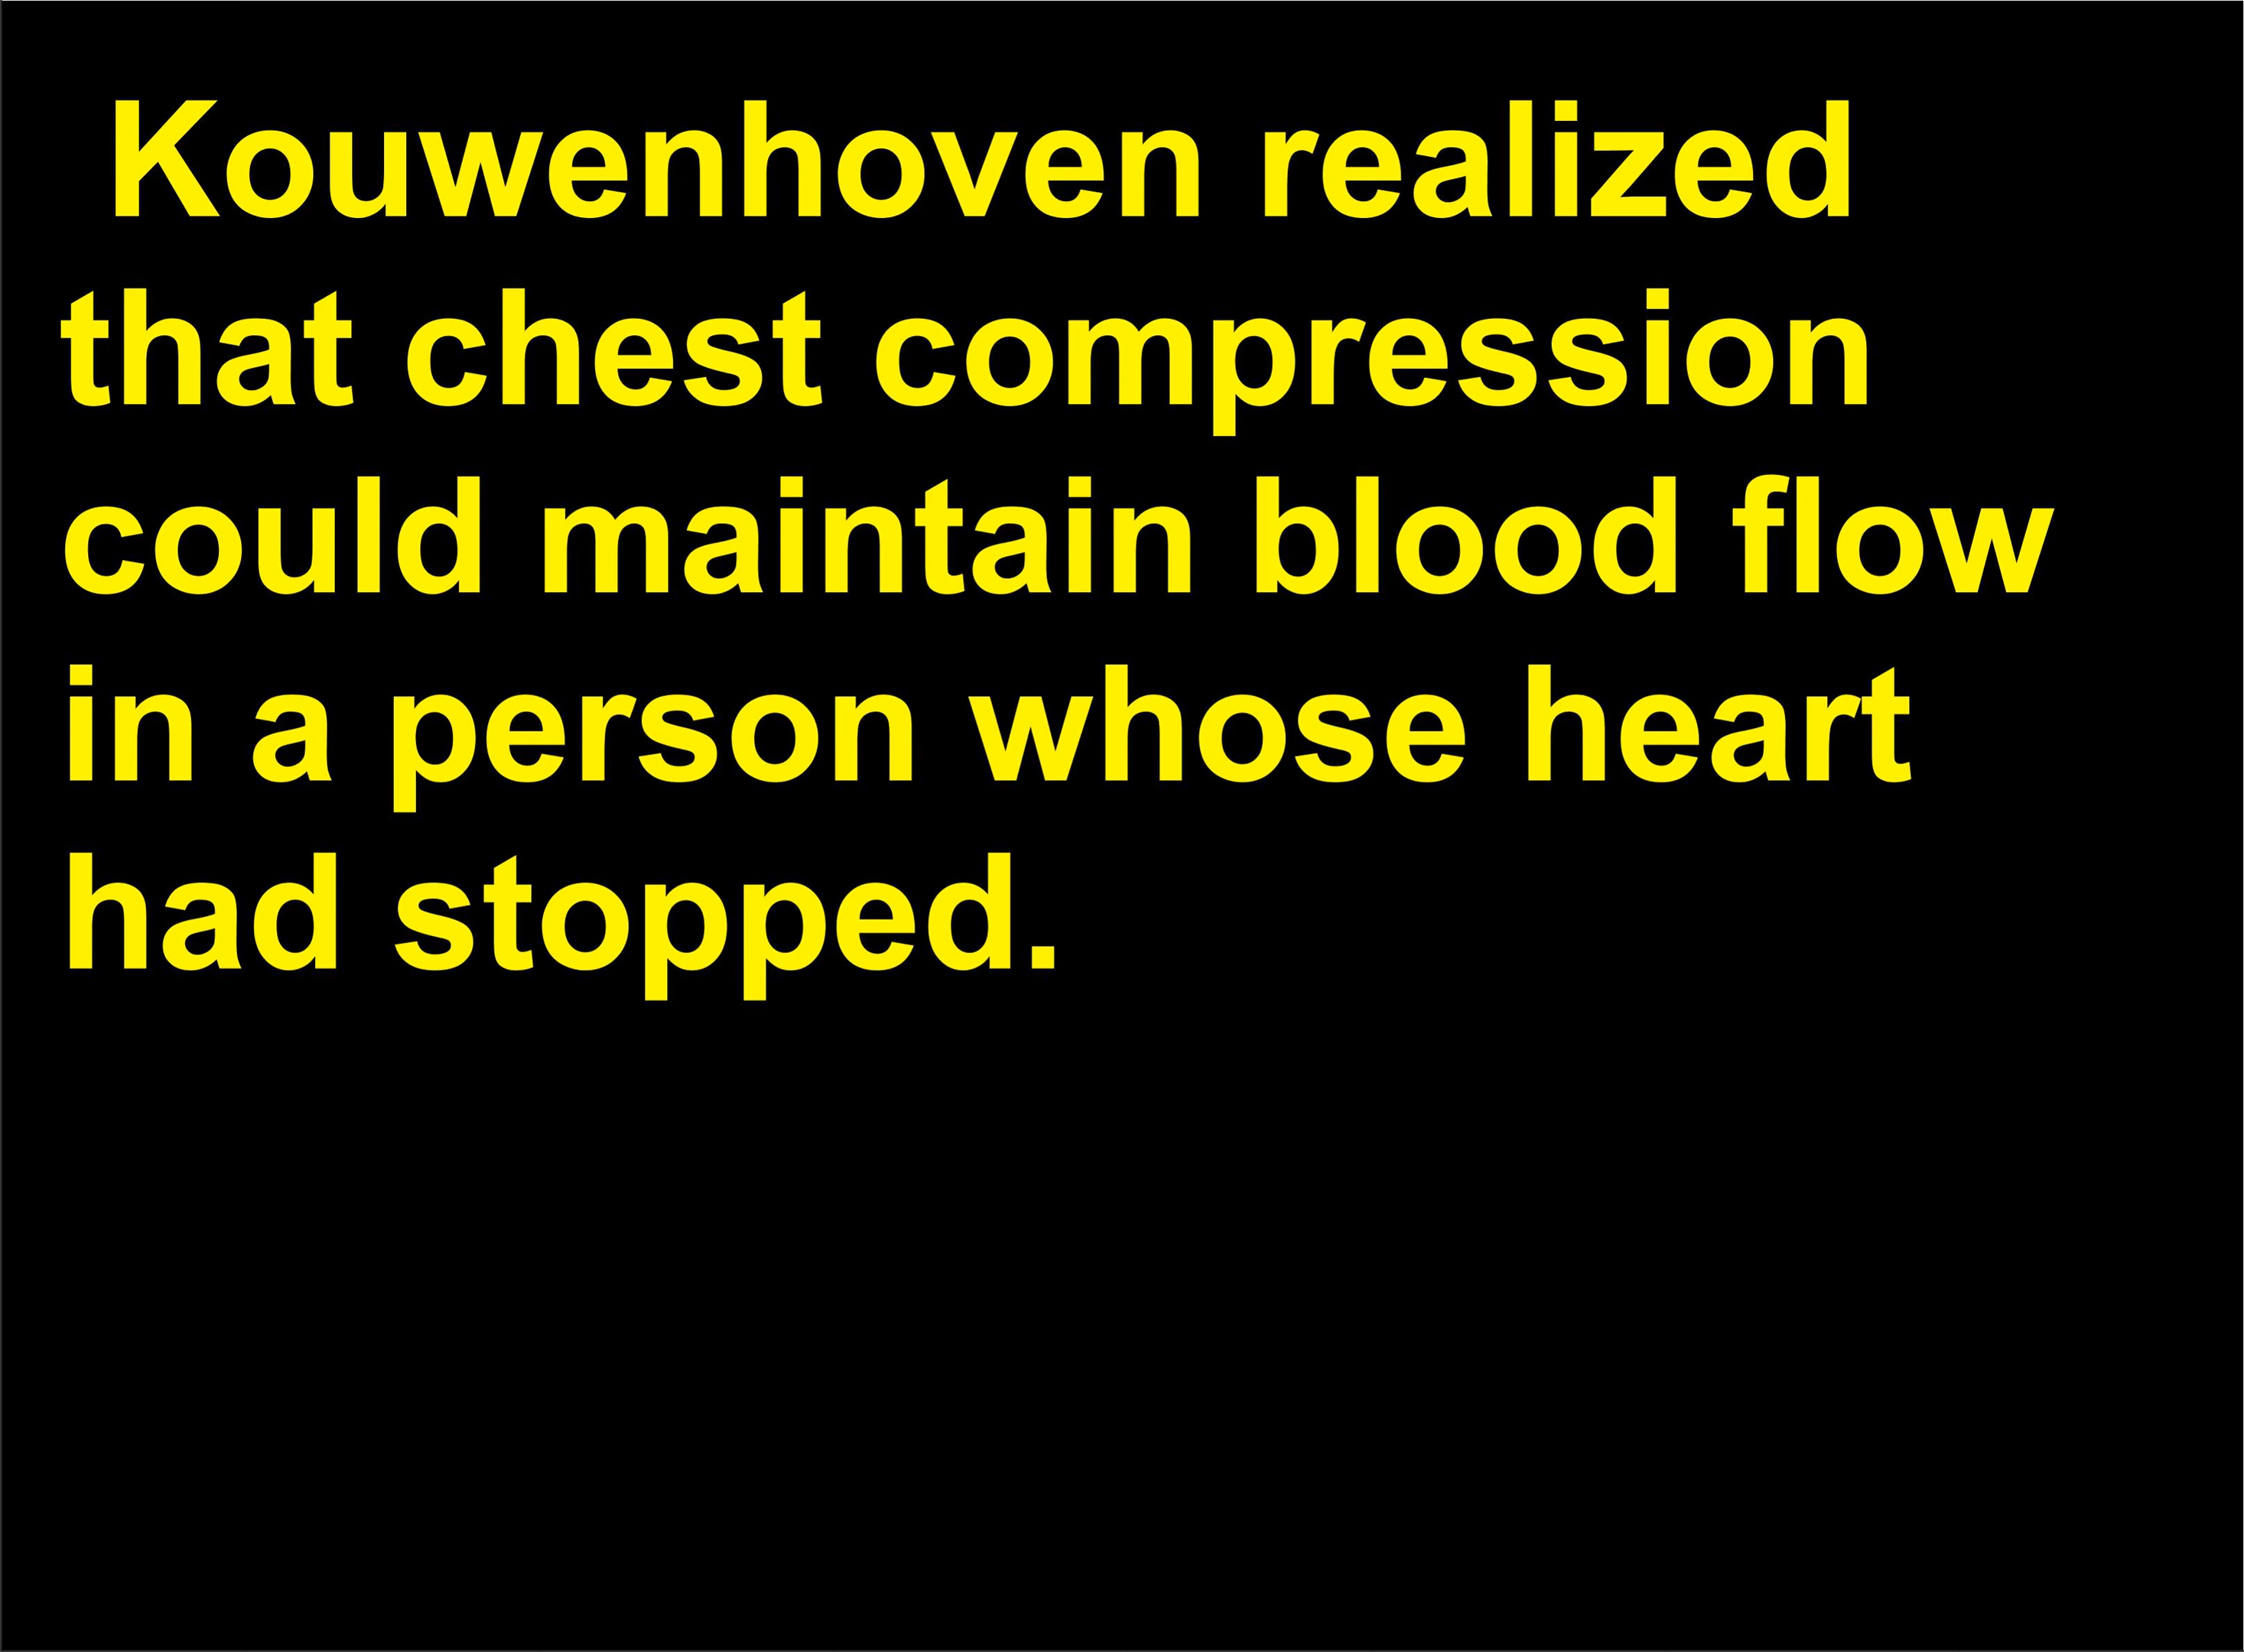 Kouwenhoven realized
that chest compression
could maintain blood flow
in a person whose heart
had stopped.